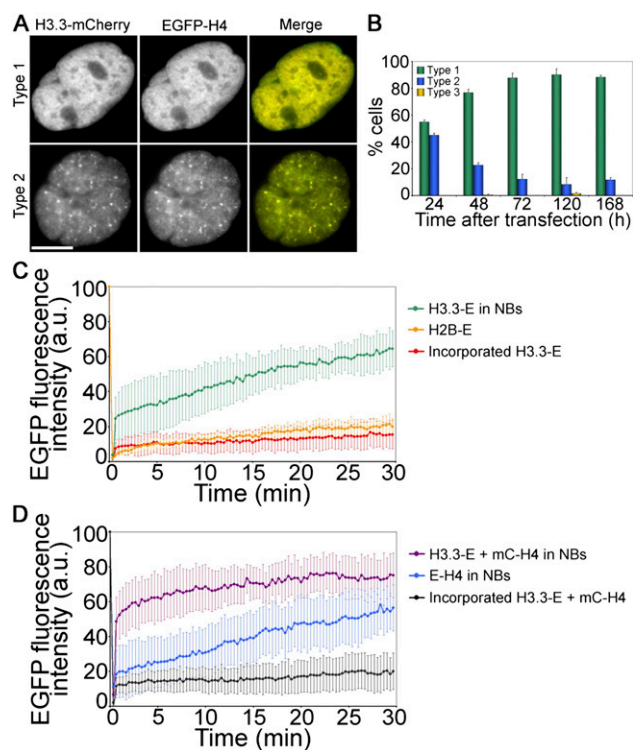 A
H3.3-mCherry
EGFP-H4
Merge
Type 1
Type 2
B
% cells
100
80
60
40
20
0
Type 1
Type 2
Type 3
24
48
72
120
168
Time after transfection (h)
C
EGFP fluorescence
intensity (a.u.)
100
80
60
40
20
0
0
5
10
15
20
25
30
Time (min)
H3.3-E in NBs
H2B-E
Incorporated H3.3-E
D
EGFP fluorescence
intensity (a.u.)
100
80
60
40
20
0
0
5
10
15
20
25
30
Time (min)
H3.3-E + mC-H4 in NBs
E-H4 in NBs
Incorporated H3.3-E + mC-H4